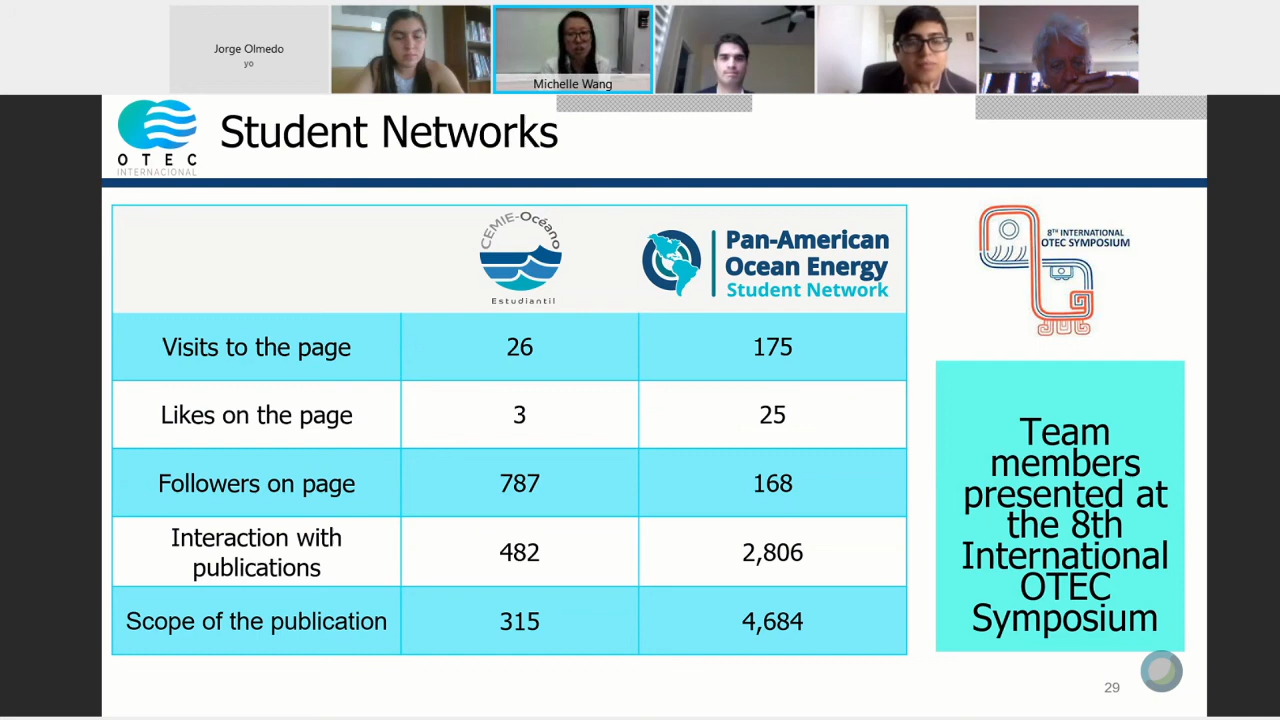 Jorge Olmedo
yo
Michelle Wang
OTEC
INTERNACIONAL
Student Networks
CEMIE-Océano
Estudiantil
Pan-American
Ocean Energy
Student Network
8TH INTERNATIONAL
OTEC SYMPOSIUM
Visits to the page 26 175
Likes on the page 3 25
Followers on page 787 168
Interaction with
publications 482 2,806
Scope of the publication 315 4,684
Team
members
presented at
the 8th
International
OTEC
Symposium
29